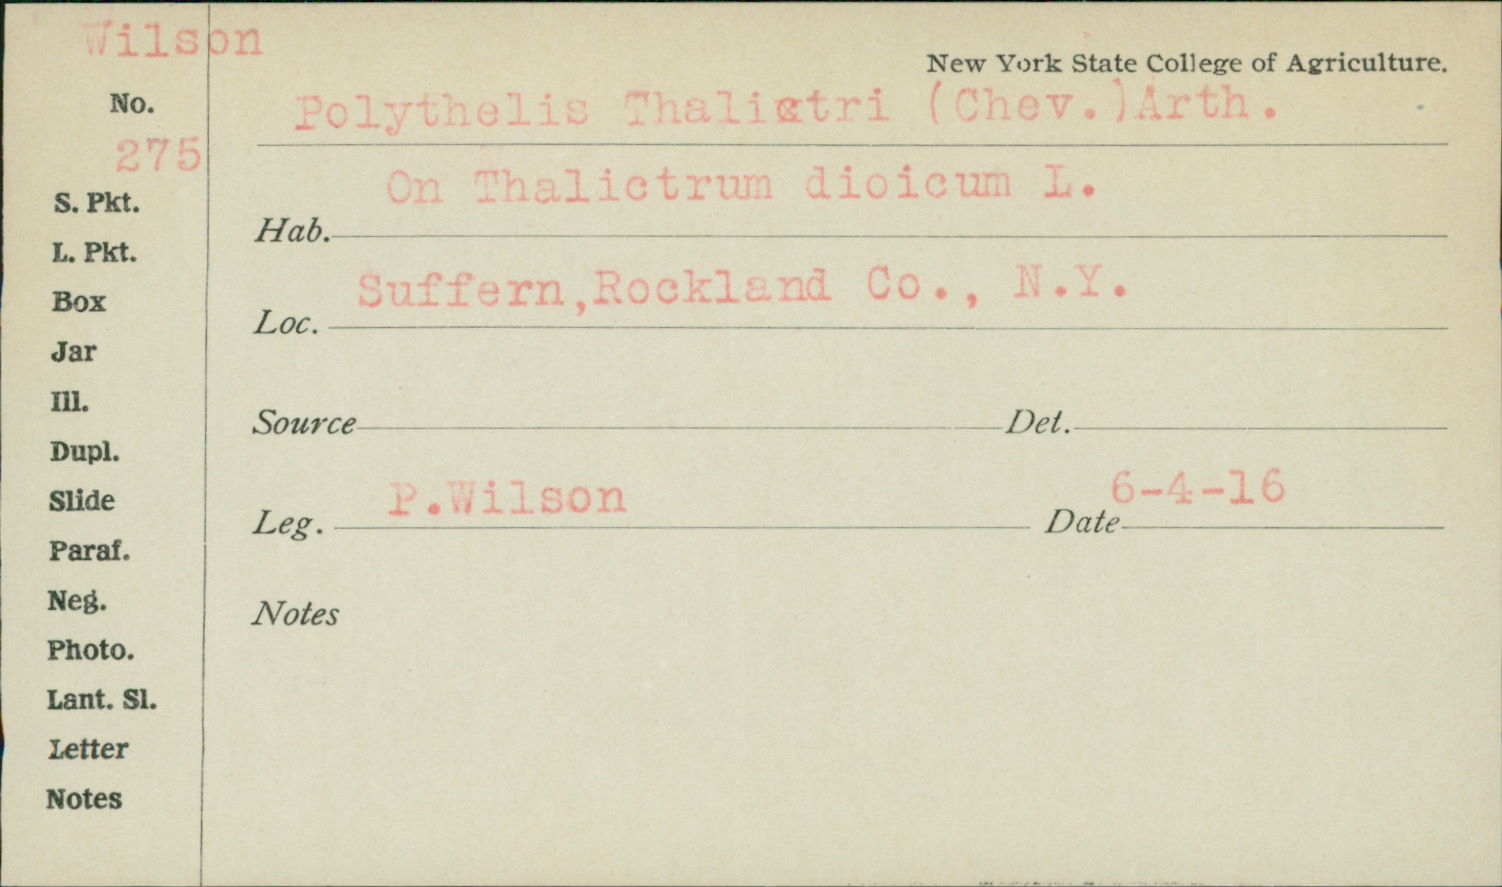 Wilson
New York State College of Agriculture.
No.
Polythelis Thalictri (Chev.)Arth.
275
On Thalictrum dioicum L.
S. Pkt.
Hab.
L. Pkt.
Suffern,Rockland Co., N.Y.
Box
Loc.
Jar
Ill.
Source Det.
Dupl.
Slide
P.Wilson 6-4-16
Leg. Date
Paraf.
Neg.
Notes
Photo.
Lant. Sl.
Letter
Notes